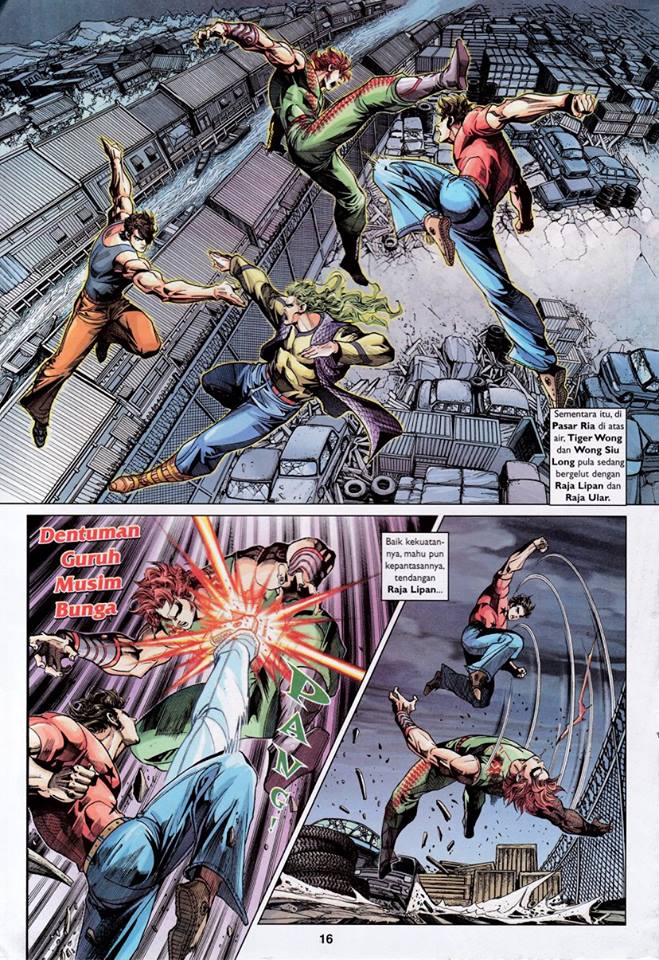 Sementara itu, di
Pasar Ria di atas
air, Tiger Wong
dan Wong Siu
Long pula sedang
bergelut dengan
Raja Lipan dan
Raja Ular.
Dentuman
Guruh
Musim
Bunga
PANG!
Baik kekuatan-
nya, mahu pun
kepantasannya,
tendangan
Raja Lipan...
16